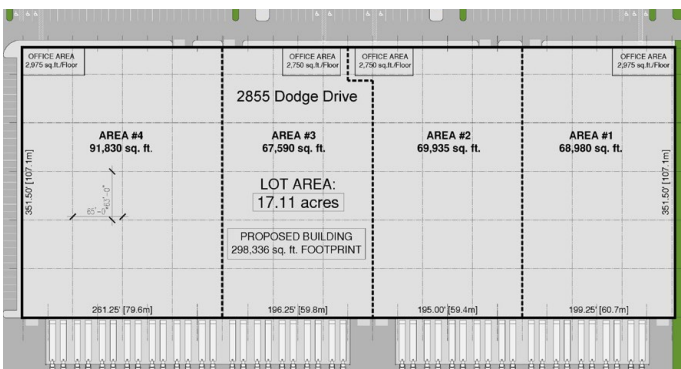 OFFICE AREA
2,975 sq.ft./Floor
OFFICE AREA
2,750 sq.ft./Floor
OFFICE AREA
2,750 sq.ft./Floor
OFFICE AREA
2,975 sq.ft./Floor
2855 Dodge Drive
AREA #4
91,830 sq. ft.
AREA #3
67,590 sq. ft.
AREA #2
69,935 sq. ft.
AREA #1
68,980 sq. ft.
351.50' [107.1m]
65'-0"
63'-0"
LOT AREA:
17.11 acres
PROPOSED BUILDING
298,336 sq. ft. FOOTPRINT
351.50' [107.1m]
261.25' [79.6m]
196.25' [59.8m]
195.00' [59.4m]
199.25' [60.7m]